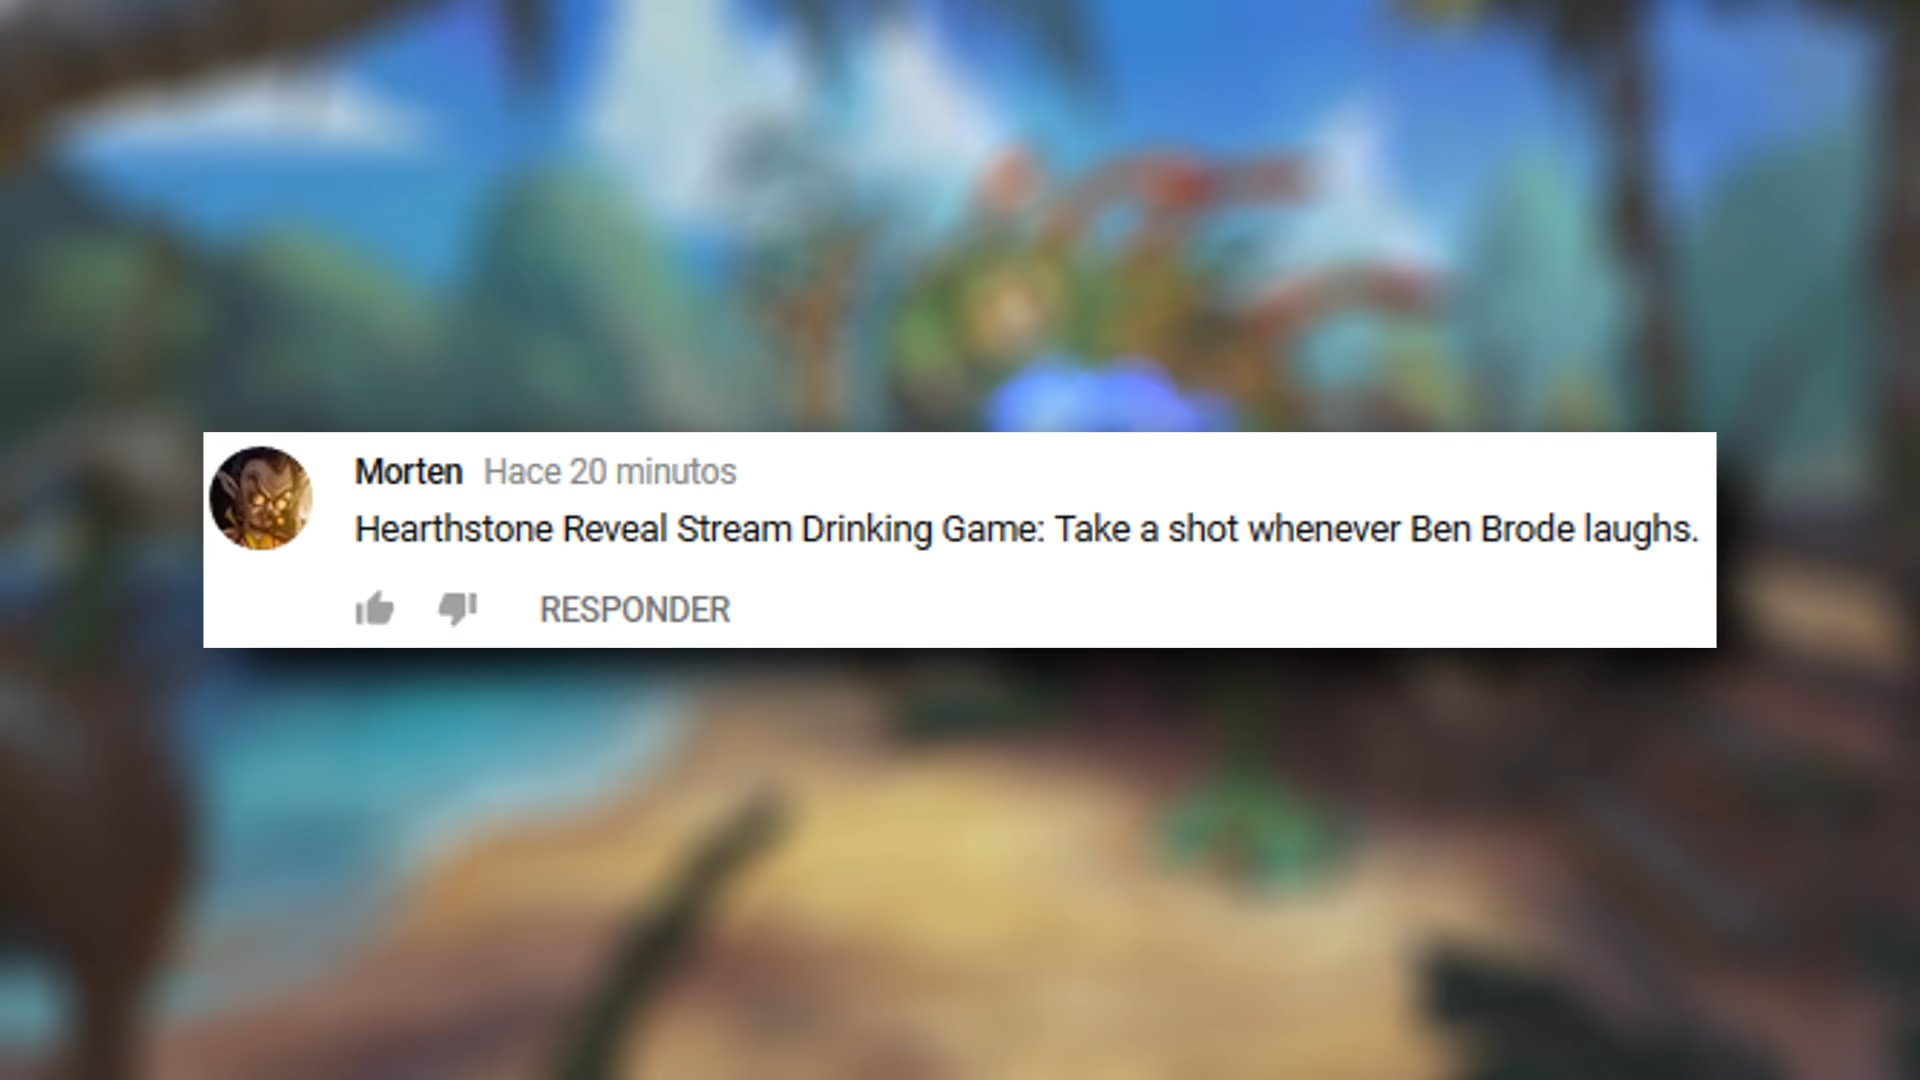 Morten Hace 20 minutos
Hearthstone Reveal Stream Drinking Game: Take a shot whenever Ben Brode laughs.
RESPONDER